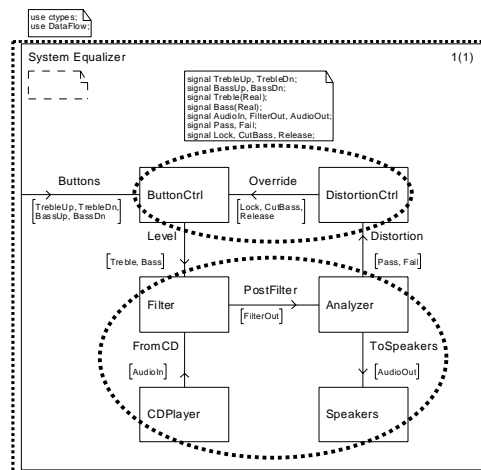 use ctypes;
use DataFlow;
System Equalizer
1(1)
signal TrebleUp, TrebleDn;
signal BassUp, BassDn;
signal Treble(Real);
signal Bass(Real);
signal AudioIn, FilterOut, AudioOut;
signal Pass, Fail;
signal Lock, CutBass, Release;
Buttons
TrebleUp, TrebleDn,
BassUp, BassDn
ButtonCtrl
Override
Lock, CutBass,
Release
DistortionCtrl
Level
Treble, Bass
Distortion
Pass, Fail
Filter
PostFilter
FilterOut
Analyzer
FromCD
AudioIn
ToSpeakers
AudioOut
CDPlayer
Speakers